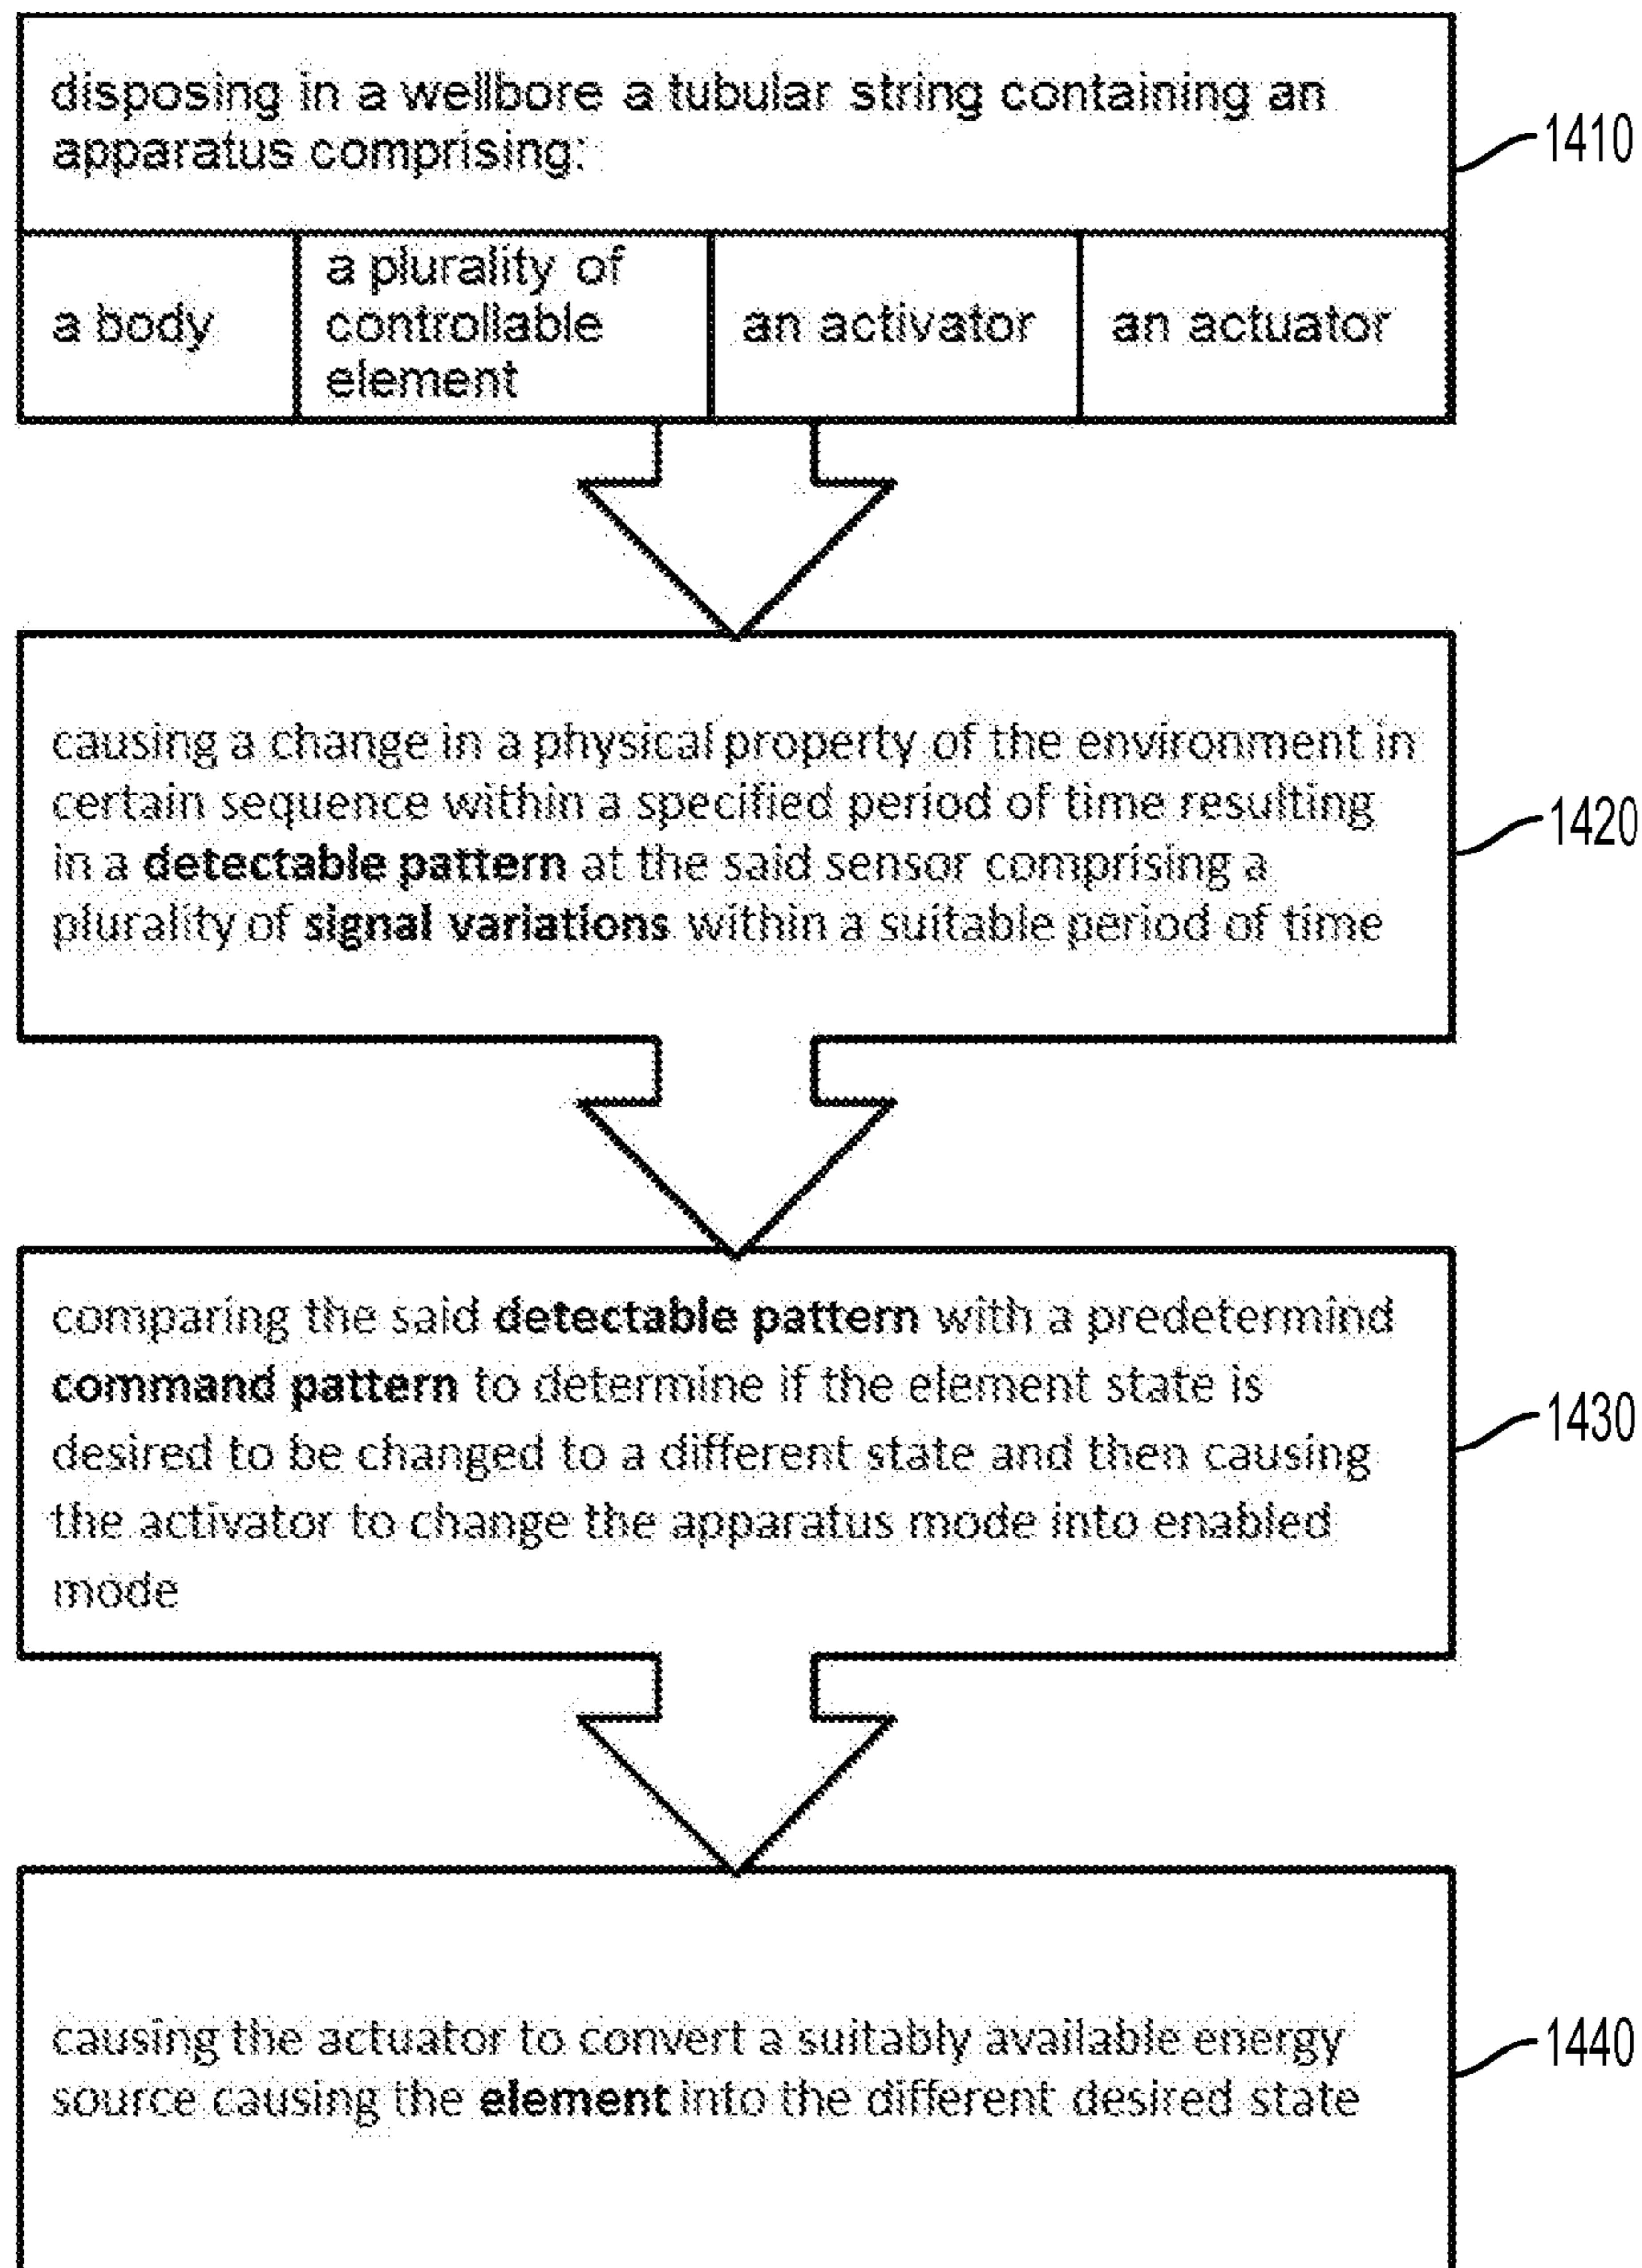 disposing in a wellbore a tubular string containing an
apparatus comprising:
1410
a body
a plurality of
controllable
element
an activator
an actuator
causing a change in a physical property of the environment in
certain sequence within a specified period of time resulting
in a detectable pattern at the said sensor comprising a
plurality of signal variations within a suitable period of time
1420
comparing the said detectable pattern with a predetermind
command pattern to determine if the element state is
desired to be changed to a different state and then causing
the activator to change the apparatus mode into enabled
mode
1430
causing the actuator to convert a suitably available energy
source causing the element into the different desired state
1440